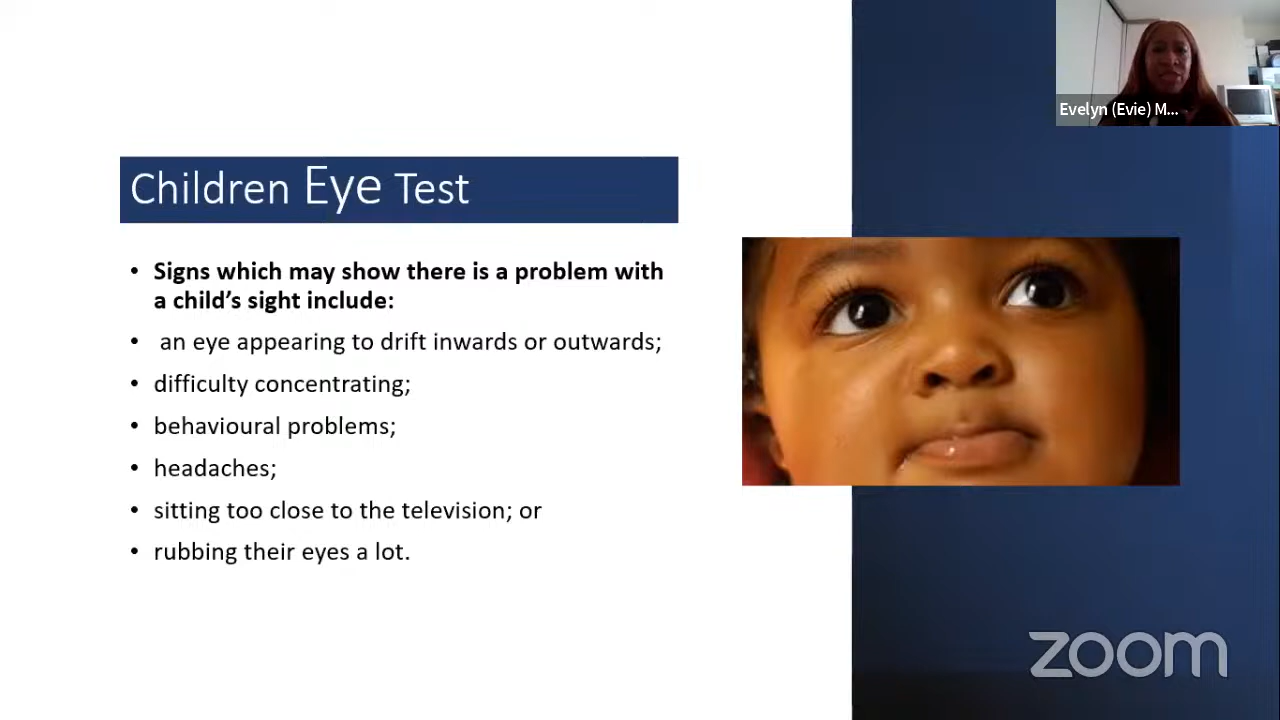 Children Eye Test
• Signs which may show there is a problem with
a child's sight include:
• an eye appearing to drift inwards or outwards;
• difficulty concentrating;
• behavioural problems;
• headaches;
• sitting too close to the television; or
• rubbing their eyes a lot.
Evelyn (Evie) M...
zoom